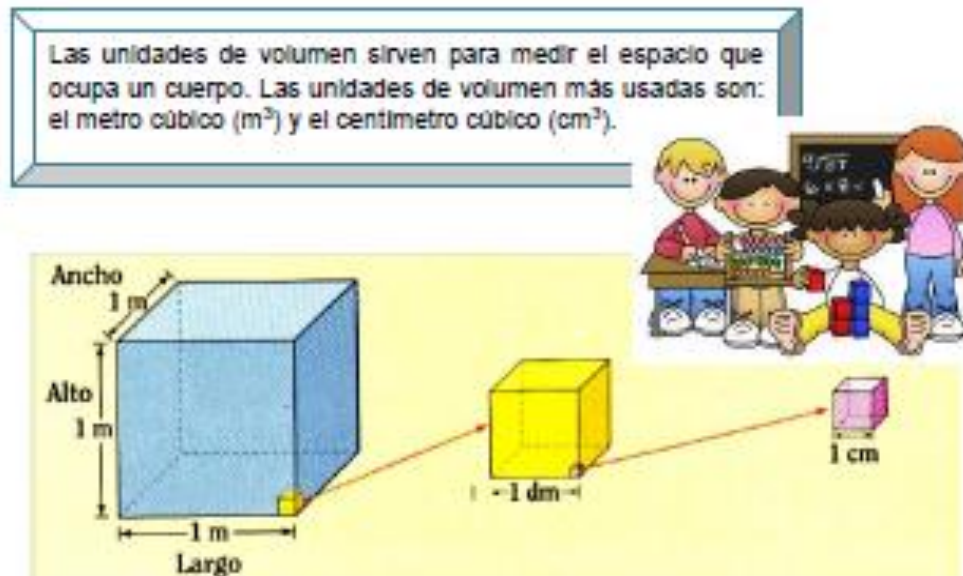 Las unidades de volumen sirven para medir el espacio que
ocupa un cuerpo. Las unidades de volumen más usadas son:
el metro cúbico (m³) y el centímetro cúbico (cm³).
Ancho
1 m
Alto
1 m
1 m
Largo
1 dm
1 cm